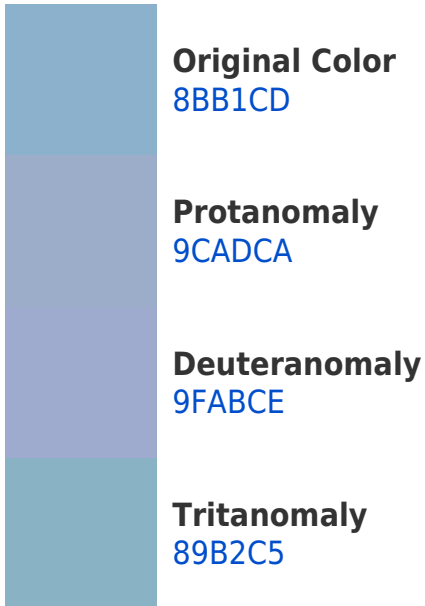 Original Color
8BB1CD
Protanomaly
9CADCA
Deuteranomaly
9FABCE
Tritanomaly
89B2C5